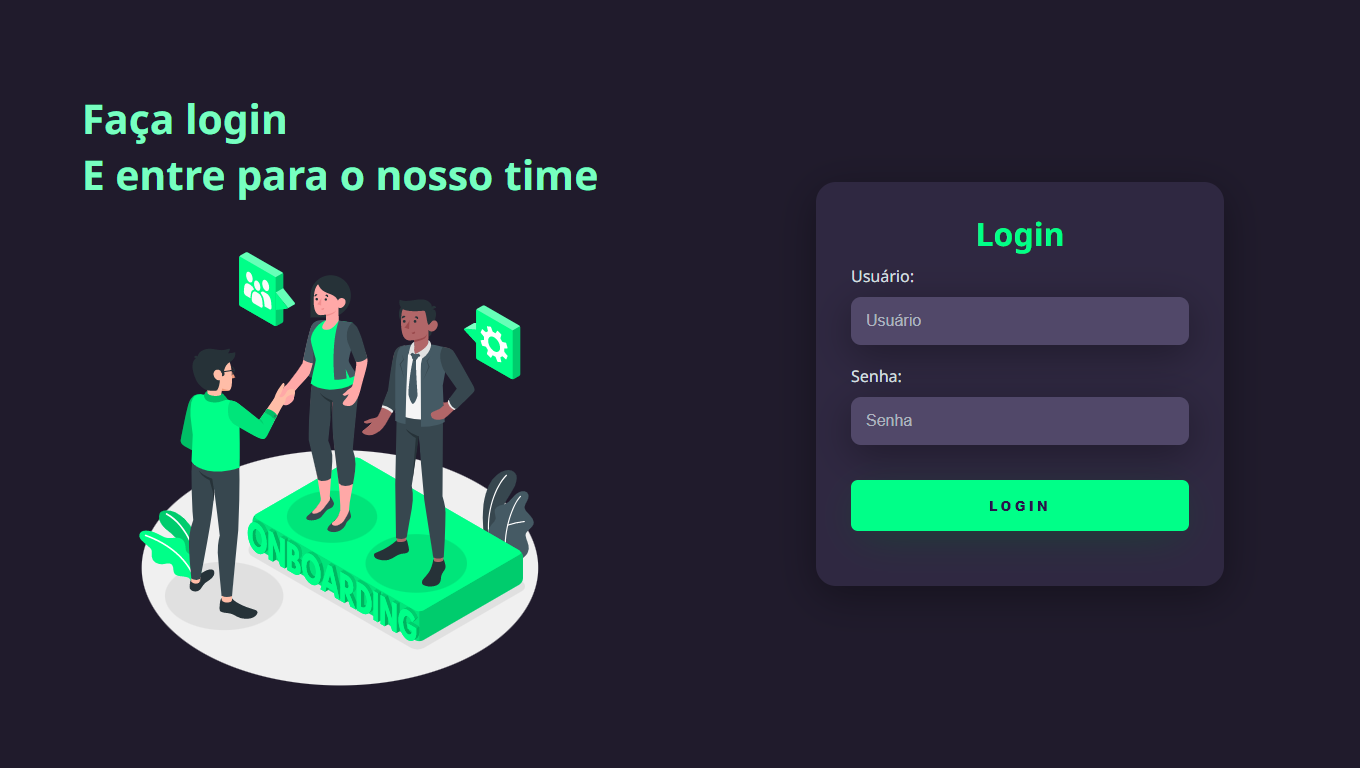 Faça login
E entre para o nosso time
ONBOARDING
Login
Usuário:
Usuário
Senha:
Senha
LOGIN